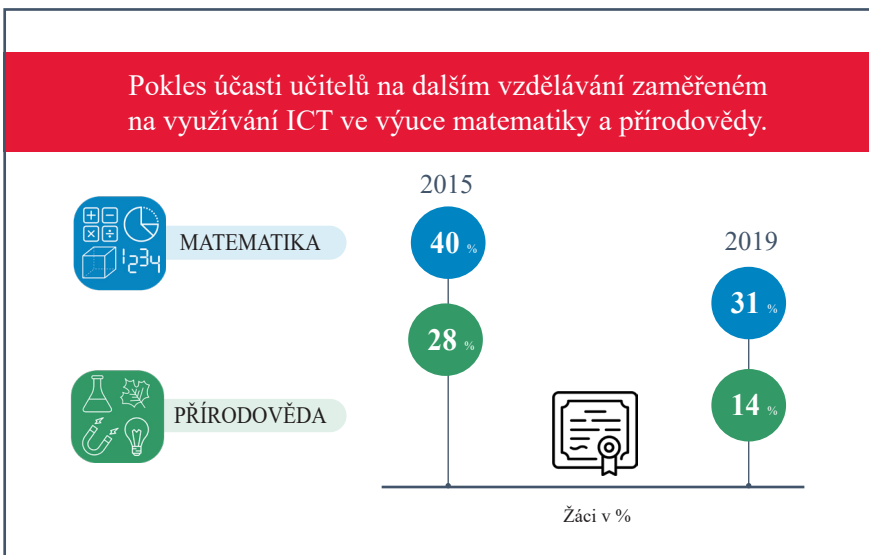 Pokles účasti učitelů na dalším vzdělávání zaměřeném
na využívání ICT ve výuce matematiky a přírodovědy.
2015
MATEMATIKA
40 %
2019
1234
31 %
28 %
PŘÍRODOVĚDA
14 %
Žáci v %